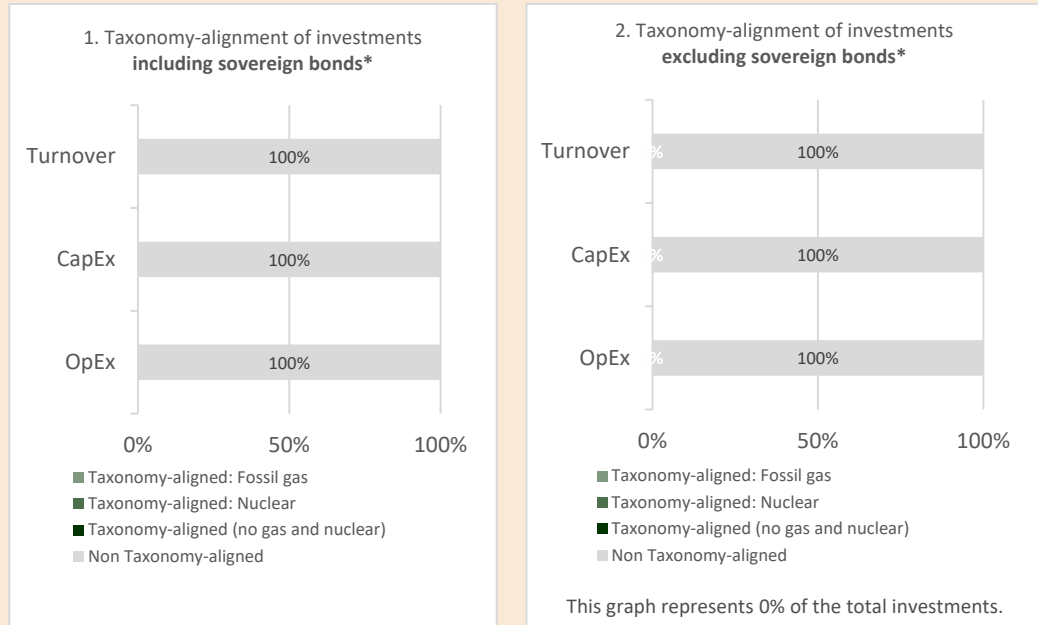 1. Taxonomy-alignment of investments
including sovereign bonds*
Turnover
100%
CapEx
100%
OpEx
100%
0% 50% 100%
Taxonomy-aligned: Fossil gas
Taxonomy-aligned: Nuclear
Taxonomy-aligned (no gas and nuclear)
Non Taxonomy-aligned
2. Taxonomy-alignment of investments
excluding sovereign bonds*
Turnover
% 100%
CapEx
% 100%
OpEx
% 100%
0% 50% 100%
Taxonomy-aligned: Fossil gas
Taxonomy-aligned: Nuclear
Taxonomy-aligned (no gas and nuclear)
Non Taxonomy-aligned
This graph represents 0% of the total investments.